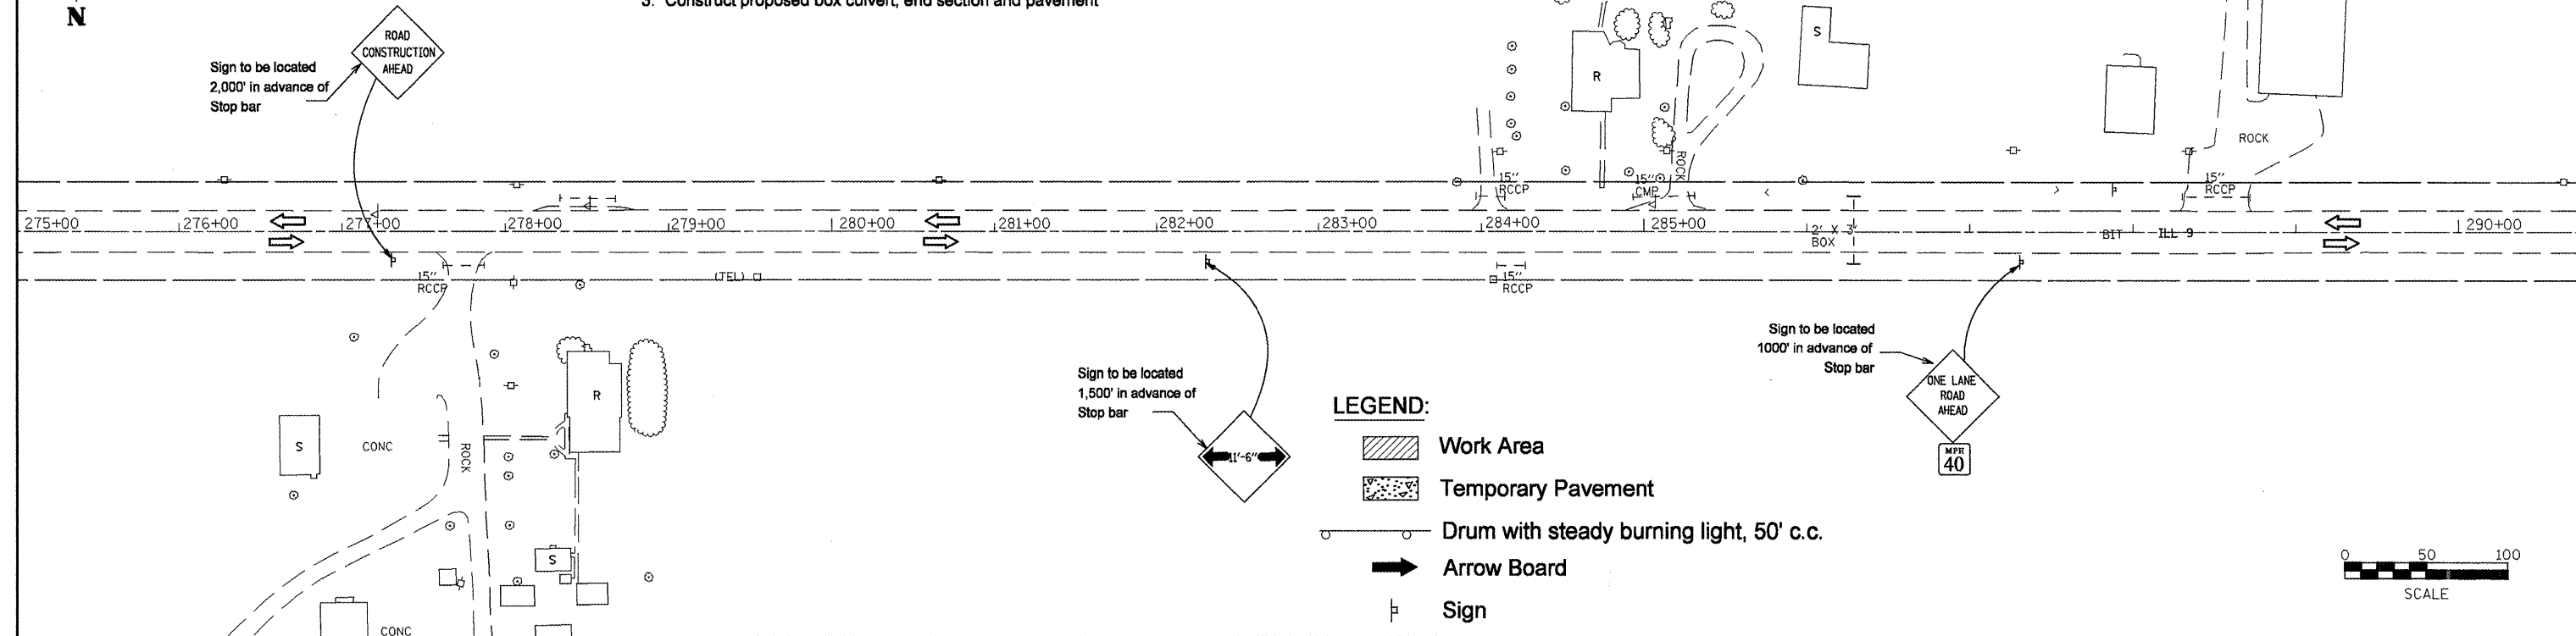 3. Construct proposed box culvert, end section and pavement
N
ROAD
CONSTRUCTION
AHEAD
Sign to be located
2,000' in advance of
Stop bar
S
R
ROCK
ROCK
15"
RCCP
15"
CMP
15"
RCCP
275+00
276+00
277+00
278+00
279+00
280+00
281+00
282+00
283+00
284+00
285+00
2' X 3'
BOX
BIT
ILL 9
290+00
15"
RCCP
(TEL)
15"
RCCP
Sign to be located
1000' in advance of
Stop bar
ONE LANE
ROAD
AHEAD
MPH
40
Sign to be located
1,500' in advance of
Stop bar
11'-6"
R
S
CONC
ROCK
S
CONC
LEGEND:
Work Area
Temporary Pavement
Drum with steady burning light, 50' c.c.
Arrow Board
Sign
0 50 100
SCALE